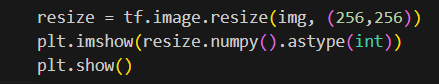 resize = tf.image.resize(img, (256,256))
plt.imshow(resize.numpy().astype(int))
plt.show()